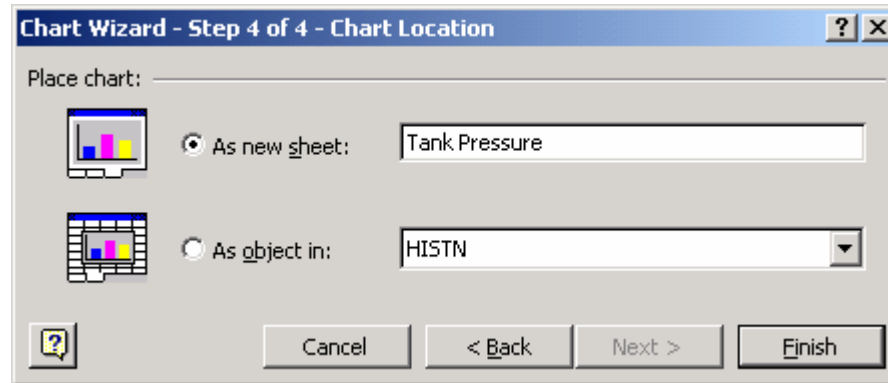 Chart Wizard - Step 4 of 4 - Chart Location
Place chart:
As new sheet: Tank Pressure
As object in: HISTN
Cancel < Back Next > Finish